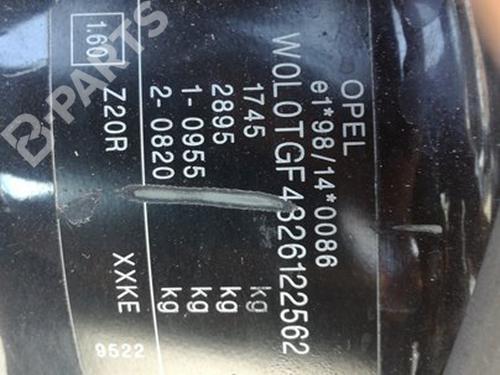 OPEL
e1*98/14*0086
W0L0TGF4826122562
1745 kg
2895 kg
1-0955 kg
2-0820 kg
1.60 Z20R XXKE 9522
B-PARTS